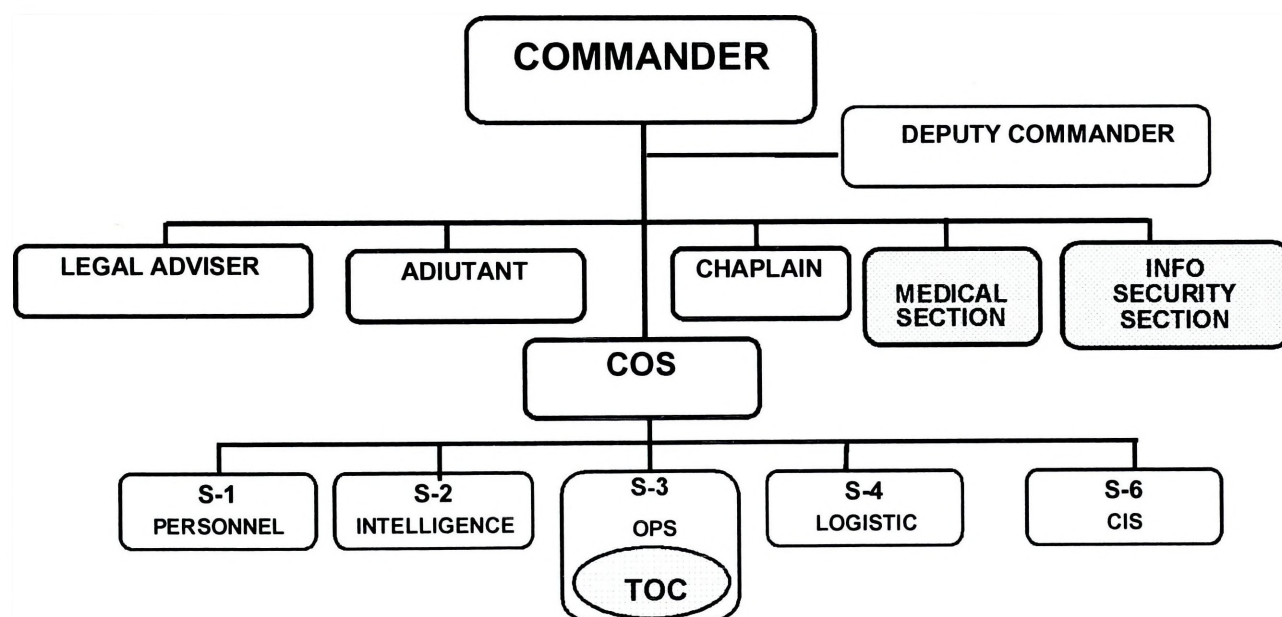 COMMANDER
DEPUTY COMMANDER
LEGAL ADVISER
ADIUTANT
CHAPLAIN
MEDICAL
SECTION
INFO
SECURITY
SECTION
COS
S-1
PERSONNEL
S-2
INTELLIGENCE
S-3
OPS
TOC
S-4
LOGISTIC
S-6
CIS